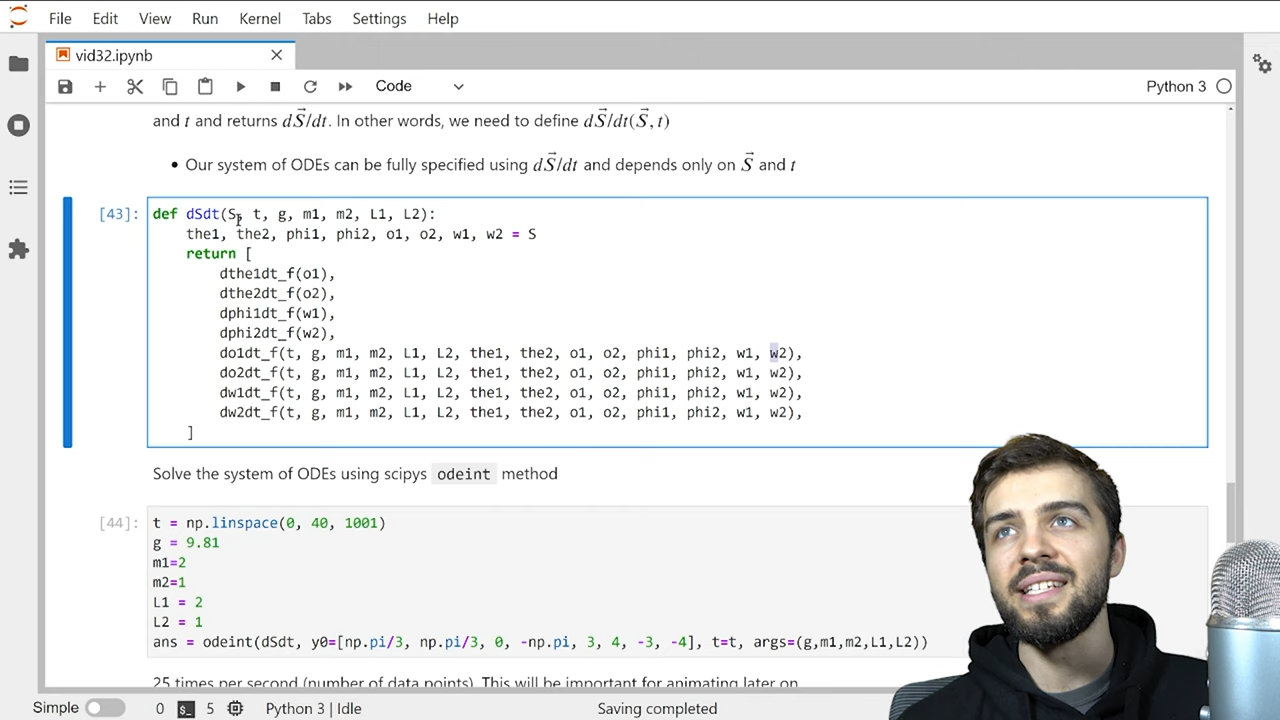 File Edit View Run Kernel Tabs Settings Help
vid32.ipynb
Code
Python 3
and t and returns dS⃗/dt. In other words, we need to define dS⃗/dt(S⃗, t)
• Our system of ODEs can be fully specified using dS⃗/dt and depends only on S⃗ and t
[43]: def dSdt(S, t, g, m1, m2, L1, L2):
the1, the2, phi1, phi2, o1, o2, w1, w2 = S
return [
dthe1dt_f(o1),
dthe2dt_f(o2),
dphi1dt_f(w1),
dphi2dt_f(w2),
do1dt_f(t, g, m1, m2, L1, L2, the1, the2, o1, o2, phi1, phi2, w1, w2),
do2dt_f(t, g, m1, m2, L1, L2, the1, the2, o1, o2, phi1, phi2, w1, w2),
dw1dt_f(t, g, m1, m2, L1, L2, the1, the2, o1, o2, phi1, phi2, w1, w2),
dw2dt_f(t, g, m1, m2, L1, L2, the1, the2, o1, o2, phi1, phi2, w1, w2),
]
Solve the system of ODEs using scipys odeint method
[44]: t = np.linspace(0, 40, 1001)
g = 9.81
m1=2
m2=1
L1 = 2
L2 = 1
ans = odeint(dSdt, y0=[np.pi/3, np.pi/3, 0, -np.pi, 3, 4, -3, -4], t=t, args=(g,m1,m2,L1,L2))
25 times per second (number of data points). This will be important for animating later on
Simple 0 $_ 5 Python 3 | Idle Saving completed